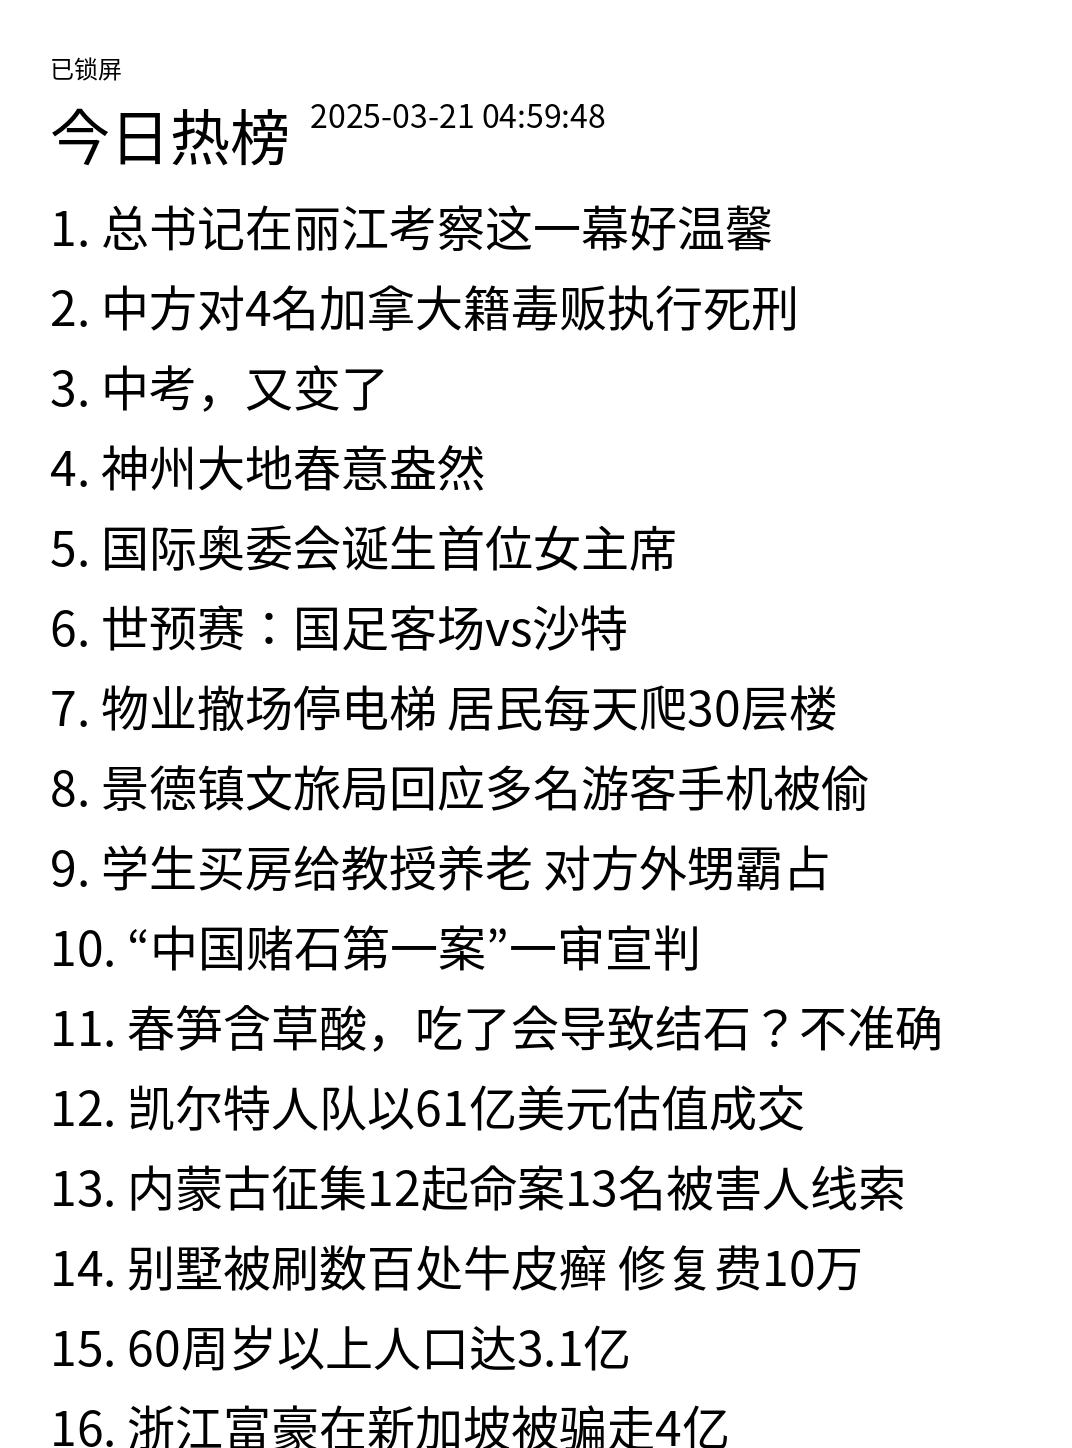 已锁屏
今日热榜 2025-03-21 04:59:48
1. 总书记在丽江考察这一幕好温馨
2. 中方对4名加拿大籍毒贩执行死刑
3. 中考，又变了
4. 神州大地春意盎然
5. 国际奥委会诞生首位女主席
6. 世预赛：国足客场vs沙特
7. 物业撤场停电梯 居民每天爬30层楼
8. 景德镇文旅局回应多名游客手机被偷
9. 学生买房给教授养老 对方外甥霸占
10. “中国赌石第一案”一审宣判
11. 春笋含草酸，吃了会导致结石？不准确
12. 凯尔特人队以61亿美元估值成交
13. 内蒙古征集12起命案13名被害人线索
14. 别墅被刷数百处牛皮癣 修复费10万
15. 60周岁以上人口达3.1亿
16. 浙江富豪在新加坡被骗走4亿